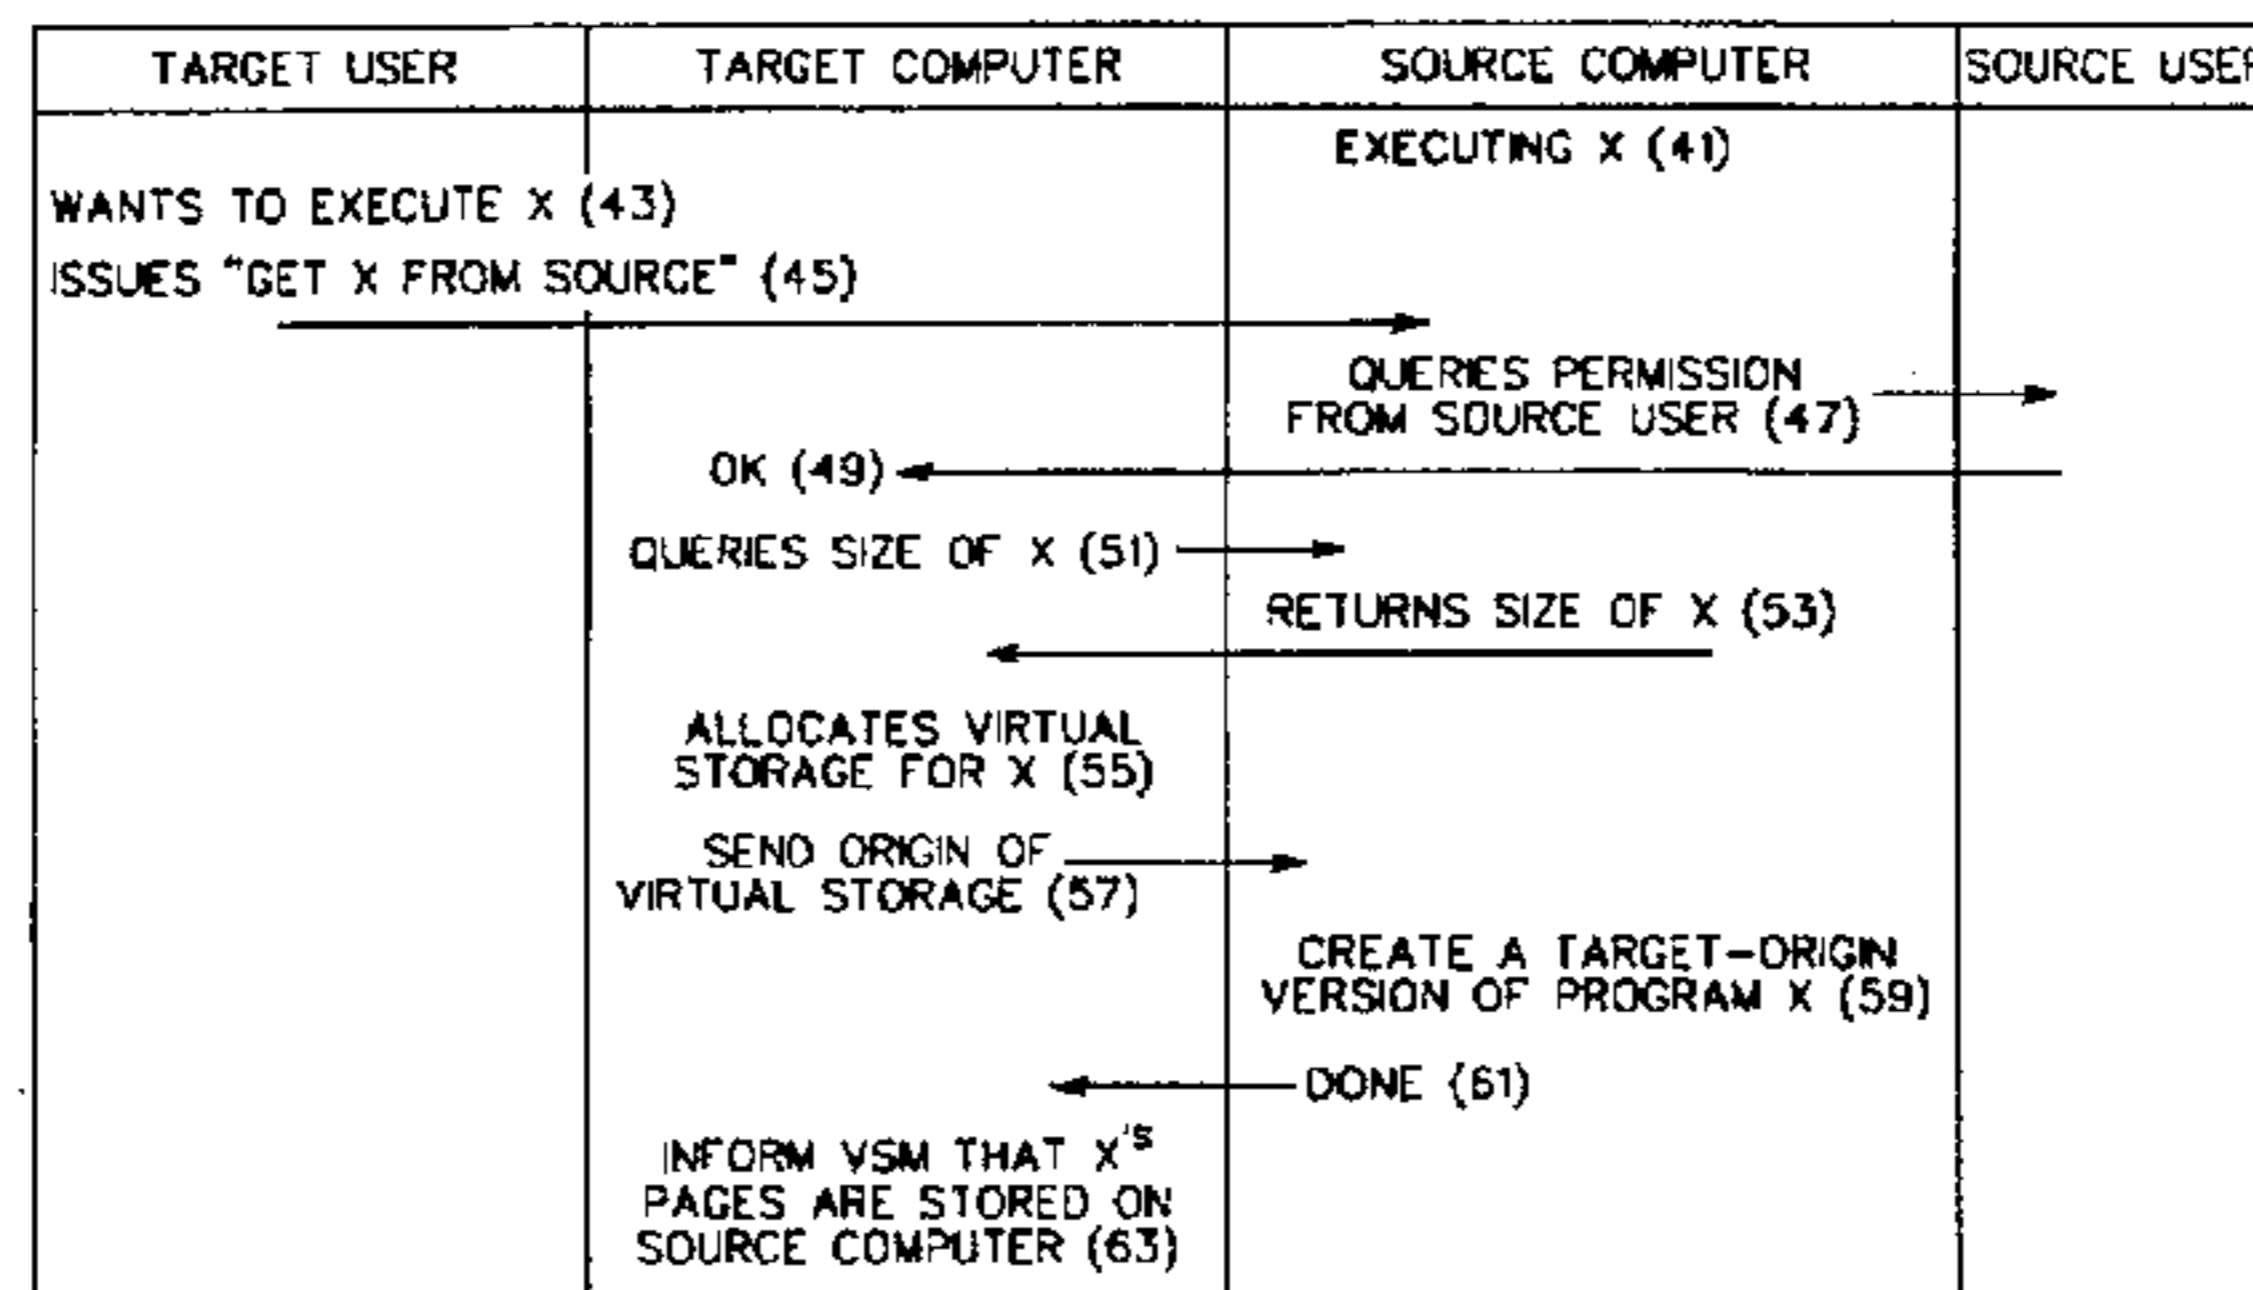 TARGET USER
TARGET COMPUTER
SOURCE COMPUTER
SOURCE USER
EXECUTING X (41)
WANTS TO EXECUTE X (43)
ISSUES "GET X FROM SOURCE" (45)
QUERIES PERMISSION
FROM SOURCE USER (47)
OK (49)
QUERIES SIZE OF X (51)
RETURNS SIZE OF X (53)
ALLOCATES VIRTUAL
STORAGE FOR X (55)
SEND ORIGIN OF
VIRTUAL STORAGE (57)
CREATE A TARGET-ORIGIN
VERSION OF PROGRAM X (59)
DONE (61)
INFORM VSM THAT X'S
PAGES ARE STORED ON
SOURCE COMPUTER (63)